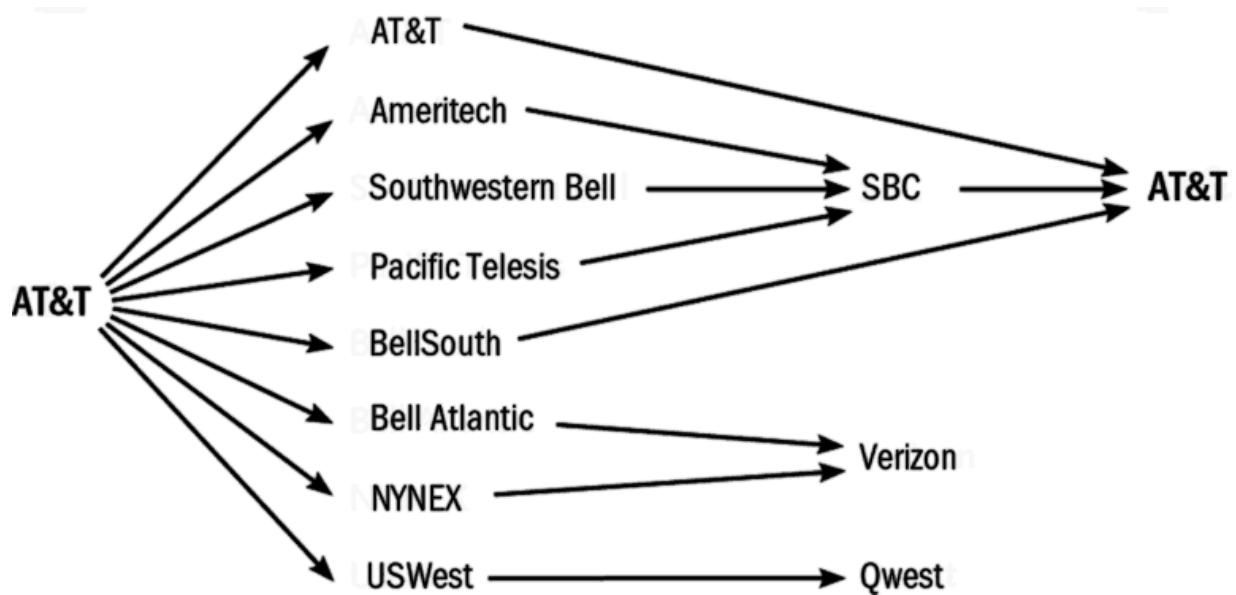 AT&T
AT&T
Ameritech
Southwestern Bell
Pacific Telesis
BellSouth
Bell Atlantic
NYNEX
USWest
SBC
Verizon
Qwest
AT&T